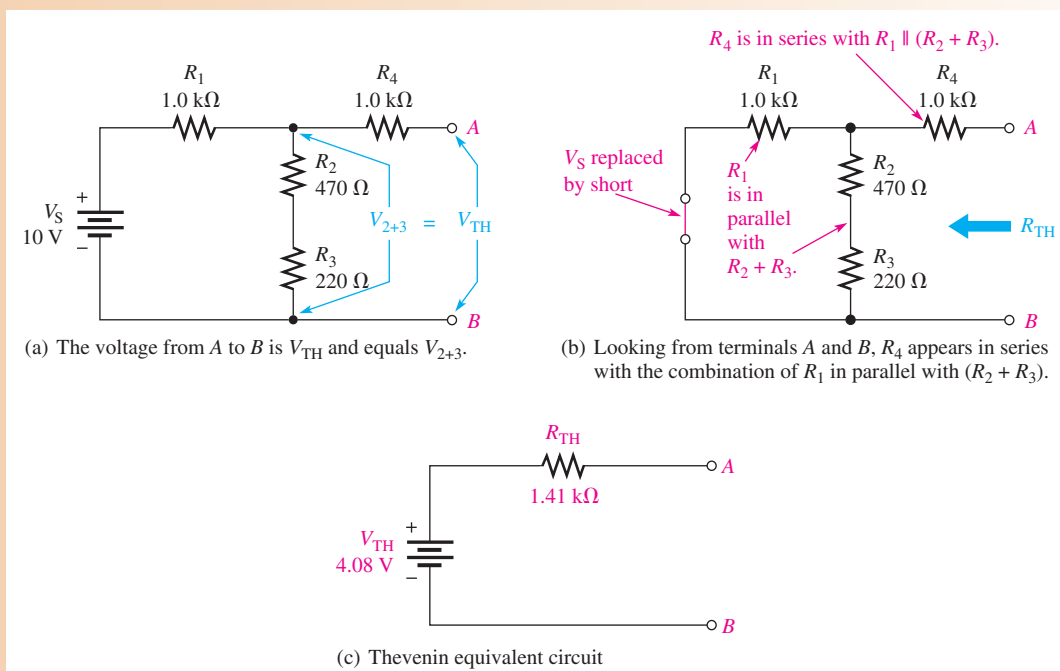 R1
1.0 kΩ
R4
1.0 kΩ
A
R2
470 Ω
+
VS
10 V
−
V2+3 = VTH
R3
220 Ω
B
(a) The voltage from A to B is VTH and equals V2+3.
R4 is in series with R1 ∥ (R2 + R3).
R1
1.0 kΩ
R4
1.0 kΩ
A
VS replaced
by short
R1
is in
parallel
with
R2 + R3.
R2
470 Ω
RTH
R3
220 Ω
B
(b) Looking from terminals A and B, R4 appears in series
with the combination of R1 in parallel with (R2 + R3).
RTH
1.41 kΩ
A
+
VTH
4.08 V
−
B
(c) Thevenin equivalent circuit